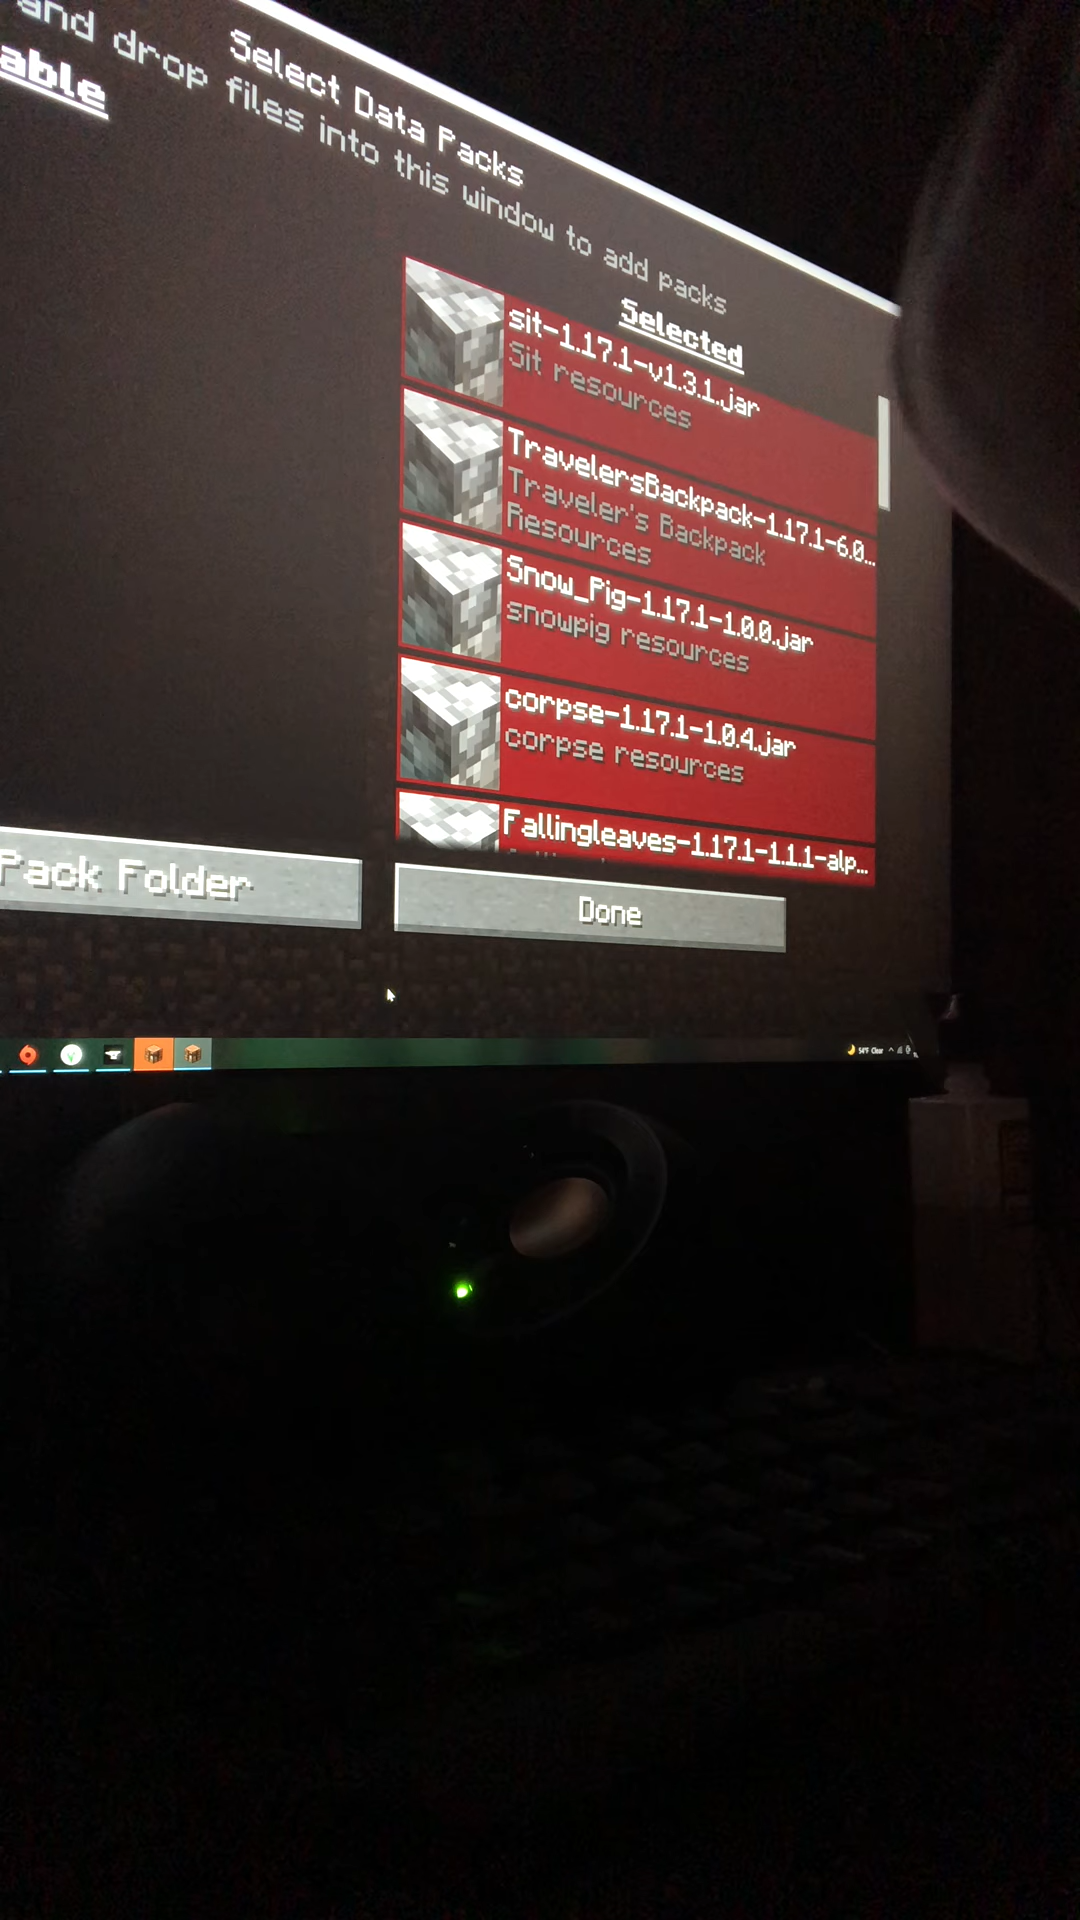 Select Data Packs
and drop files into this window to add packs
able
Selected
sit-1.17.1-v1.3.1.jar
Sit resources
TravelersBackpack-1.17.1-6.0...
Traveler's Backpack
Resources
Snow_Pig-1.17.1-1.0.0.jar
snowpig resources
corpse-1.17.1-1.0.4.jar
corpse resources
Fallingleaves-1.17.1-1.1.1-alp...
Pack Folder
Done
54°F Clear